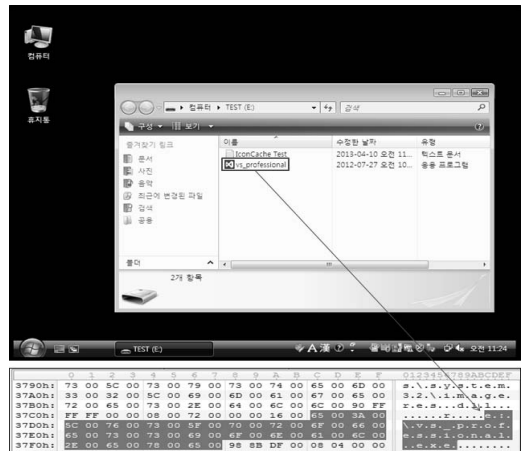 컴퓨터
휴지통
컴퓨터 ▸ TEST (E:)
검색
구성 보기
즐겨찾기 링크
문서
사진
음악
최근에 변경된 파일
검색
공용
폴더
이름 수정한 날짜 유형
IconCache Test 2013-04-10 오전 11... 텍스트 문서
vs_professional 2012-07-27 오전 10... 응용 프로그램
2개 항목
TEST (E:)
A 漢
오전 11:24
0 1 2 3 4 5 6 7 8 9 A B C D E F 0123456789ABCDEF
3790h: 73 00 5C 00 73 00 79 00 73 00 74 00 65 00 6D 00 s.\.s.y.s.t.e.m.
37A0h: 33 00 32 00 5C 00 69 00 6D 00 61 00 67 00 65 00 3.2.\.i.m.a.g.e.
37B0h: 72 00 65 00 73 00 2E 00 64 00 6C 00 6C 00 90 FF r.e.s...d.l.l...
37C0h: FF FF 00 00 08 00 72 00 00 00 16 00 65 00 3A 00 ......r.....e.:.
37D0h: 5C 00 76 00 73 00 5F 00 70 00 72 00 6F 00 66 00 \.v.s._.p.r.o.f.
37E0h: 65 00 73 00 73 00 69 00 6F 00 6E 00 61 00 6C 00 e.s.s.i.o.n.a.l.
37F0h: 2E 00 65 00 78 00 65 00 98 8B DF 00 08 04 00 00 ..e.x.e.